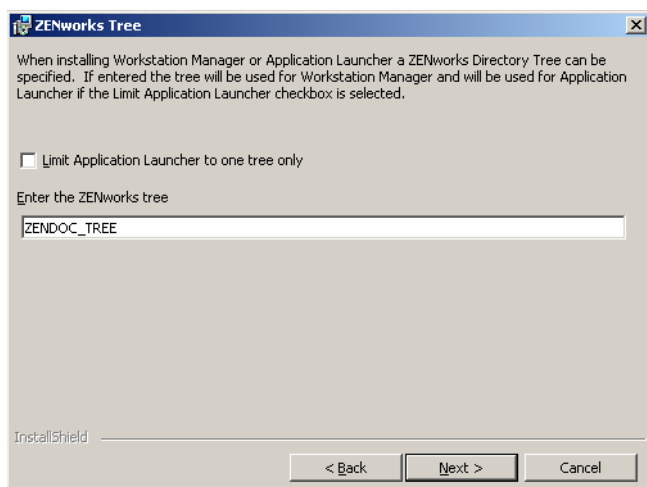 ZENworks Tree
When installing Workstation Manager or Application Launcher a ZENworks Directory Tree can be
specified. If entered the tree will be used for Workstation Manager and will be used for Application
Launcher if the Limit Application Launcher checkbox is selected.
Limit Application Launcher to one tree only
Enter the ZENworks tree
ZENDOC_TREE
InstallShield
< Back Next > Cancel